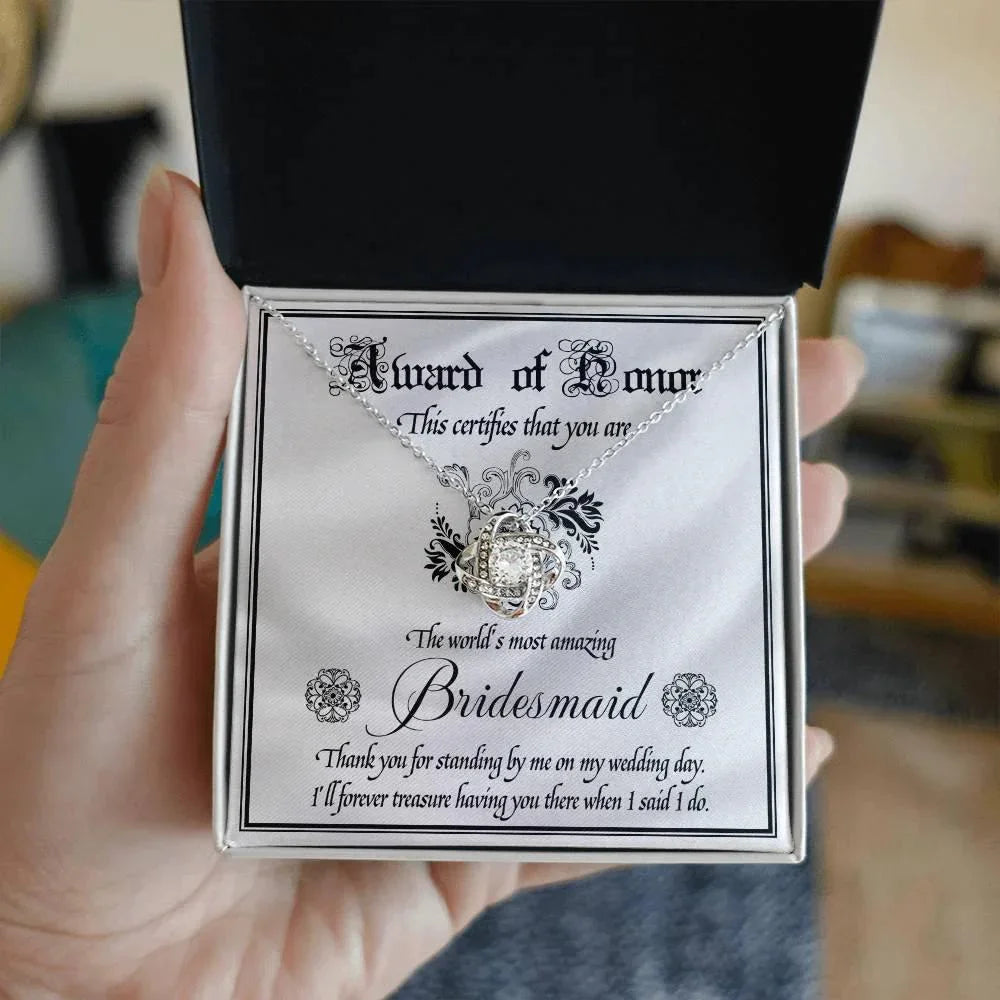 Award of Honor
This certifies that you are
The world's most amazing
Bridesmaid
Thank you for standing by me on my wedding day.
I'll forever treasure having you there when I said I do.